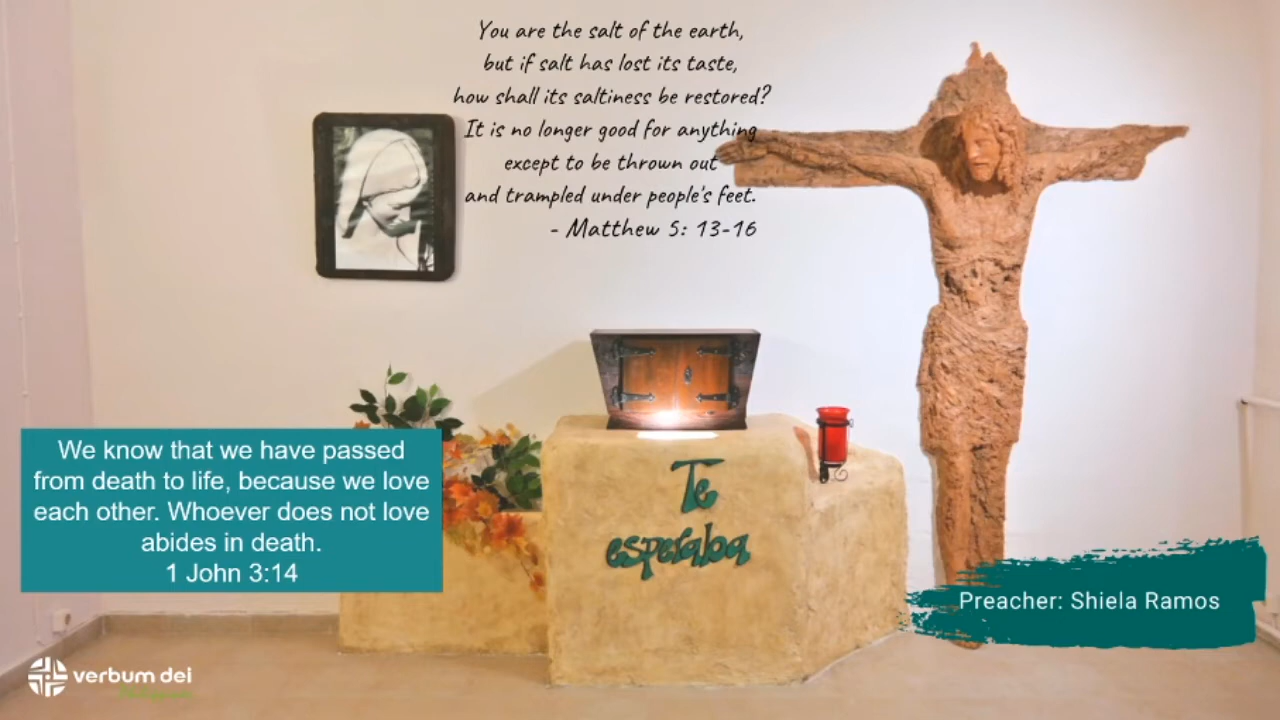 You are the salt of the earth,
but if salt has lost its taste,
how shall its saltiness be restored?
It is no longer good for anything
except to be thrown out
and trampled under people's feet.
- Matthew 5: 13-16
We know that we have passed
from death to life, because we love
each other. Whoever does not love
abides in death.
1 John 3:14
Te
esperaba
Preacher: Shiela Ramos
verbum dei
Philippines